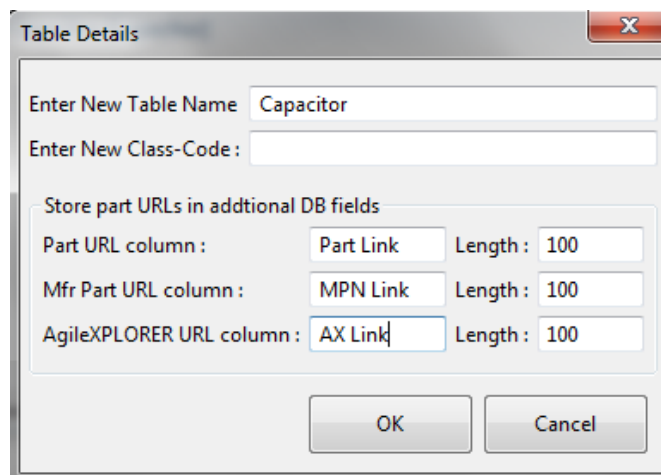 Table Details
X
Enter New Table Name Capacitor
Enter New Class-Code :
Store part URLs in addtional DB fields
Part URL column : Part Link Length : 100
Mfr Part URL column : MPN Link Length : 100
AgileXPLORER URL column : AX Link Length : 100
OK Cancel